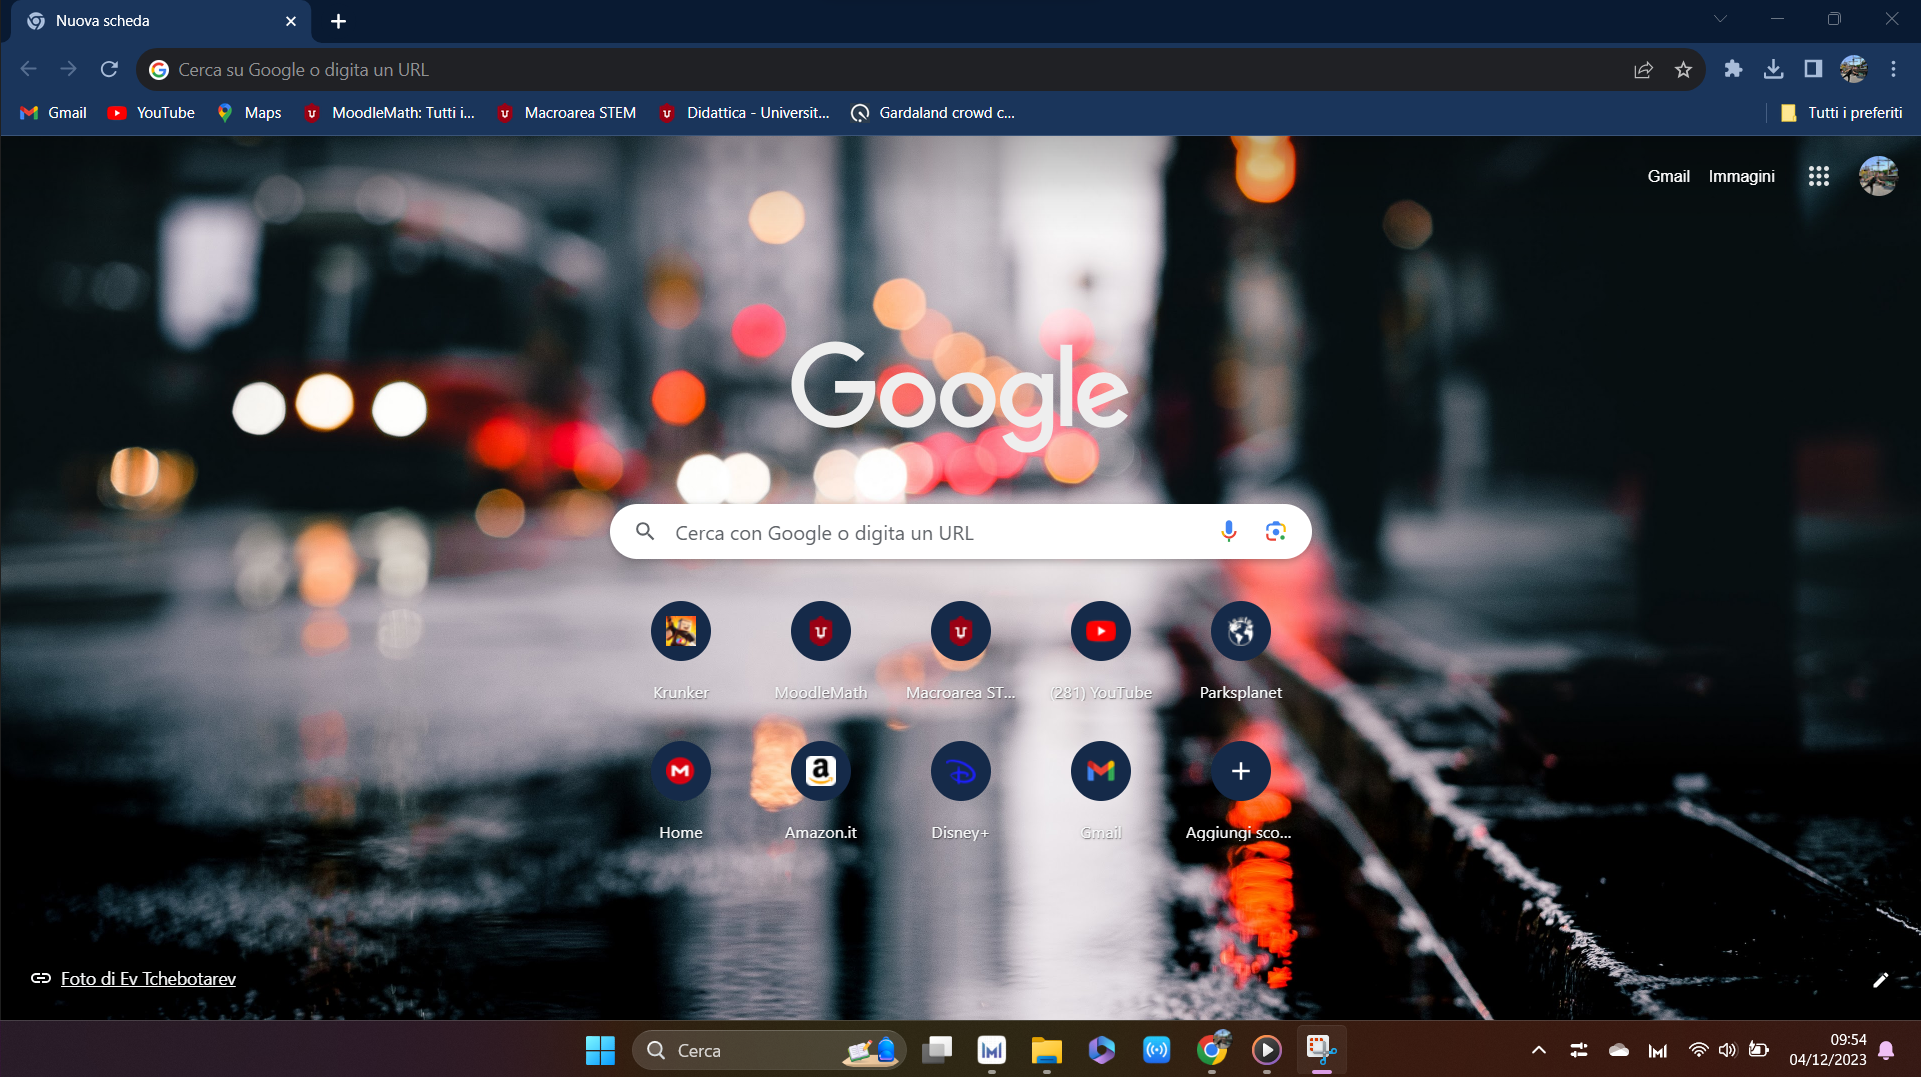 Nuova scheda
Cerca su Google o digita un URL
Gmail YouTube Maps MoodleMath: Tutti i... Macroarea STEM Didattica - Universit... Gardaland crowd c... Tutti i preferiti
Gmail Immagini
Google
Cerca con Google o digita un URL
Krunker MoodleMath Macroarea ST... (281) YouTube Parksplanet
Home Amazon.it Disney+ Gmail Aggiungi sco...
Foto di Ev Tchebotarev
Cerca
09:54
04/12/2023